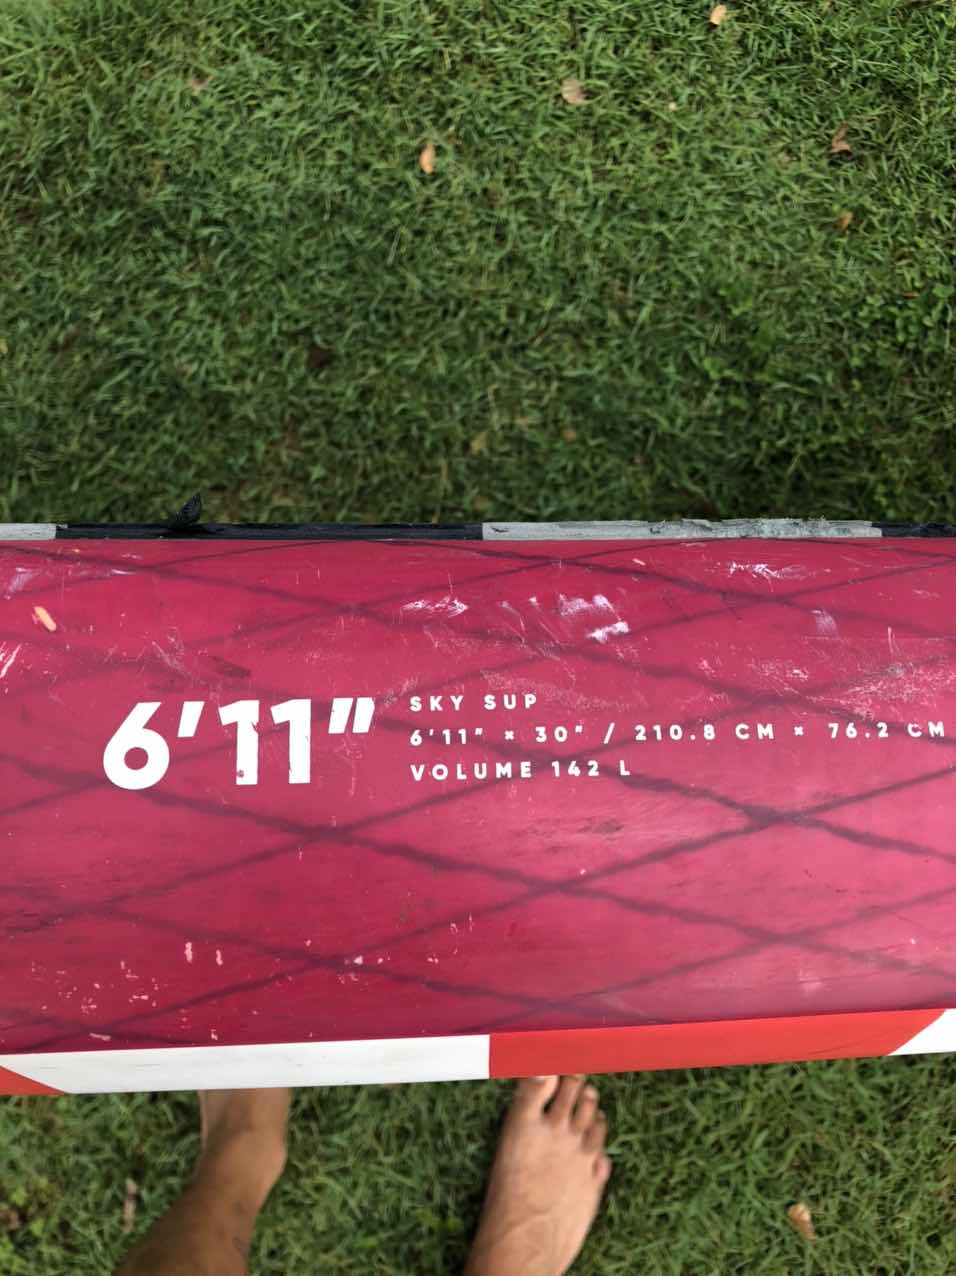 6'11"
SKY SUP
6'11" × 30" / 210.8 CM × 76.2 CM
VOLUME 142 L